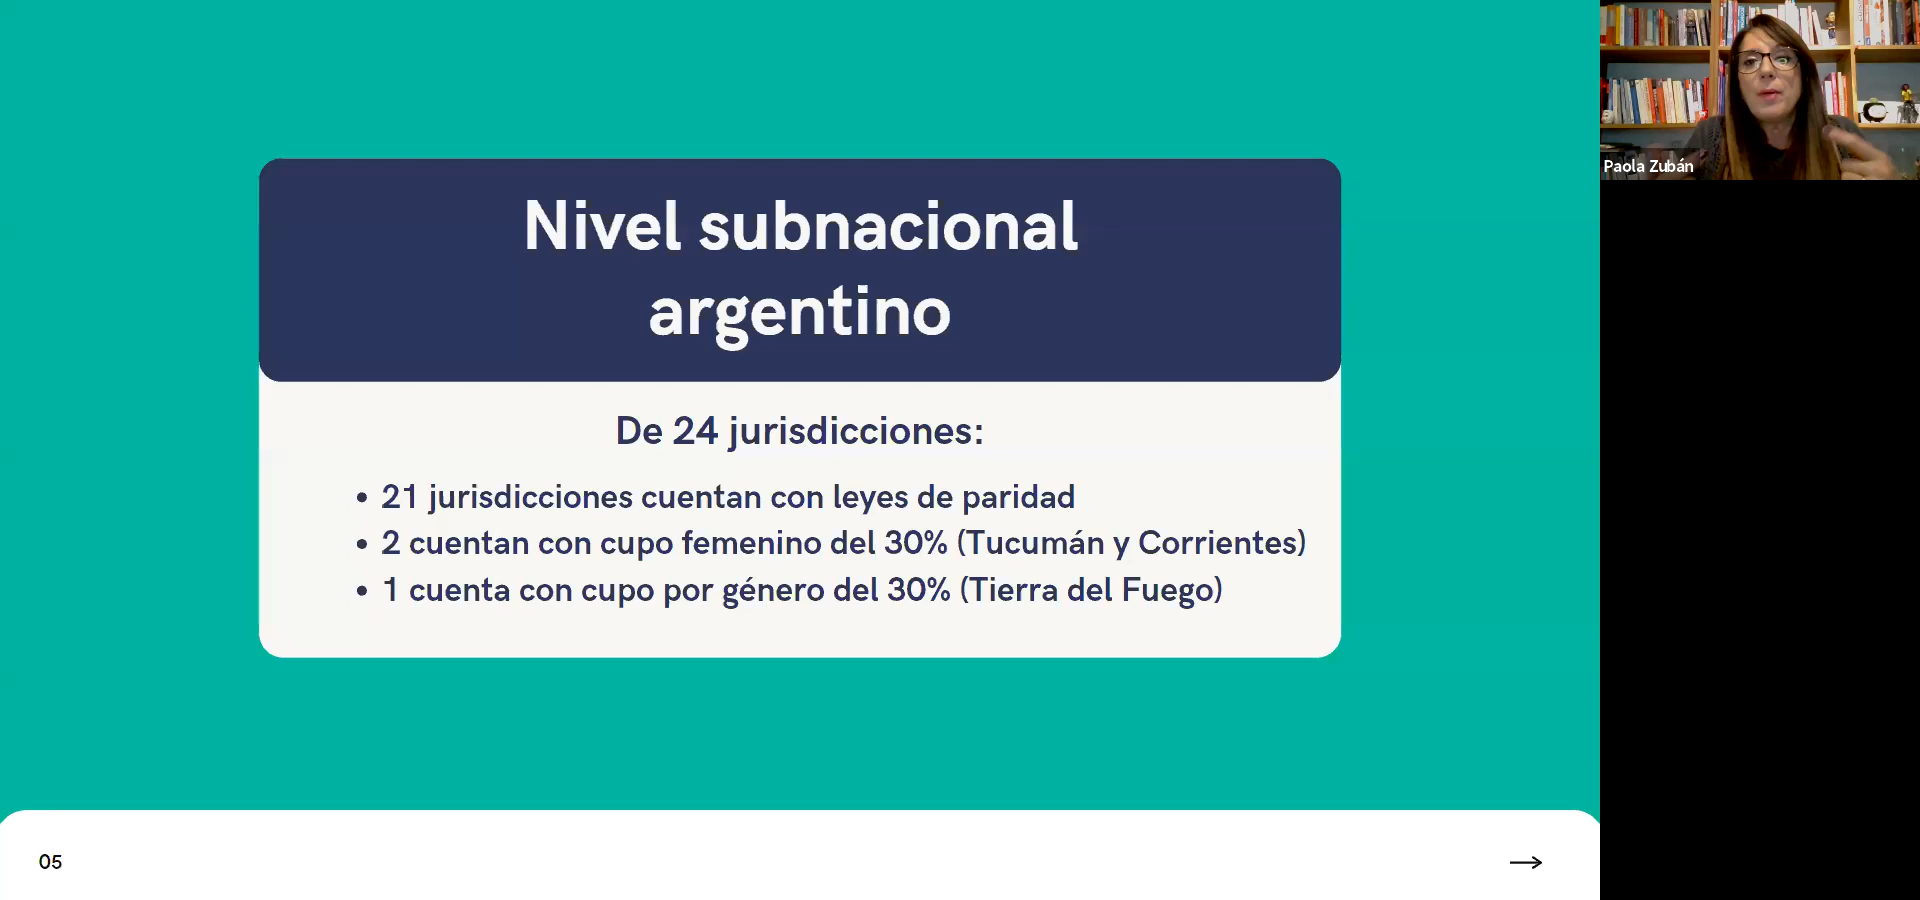 Nivel subnacional
argentino
De 24 jurisdicciones:
• 21 jurisdicciones cuentan con leyes de paridad
• 2 cuentan con cupo femenino del 30% (Tucumán y Corrientes)
• 1 cuenta con cupo por género del 30% (Tierra del Fuego)
05
Paola Zubán